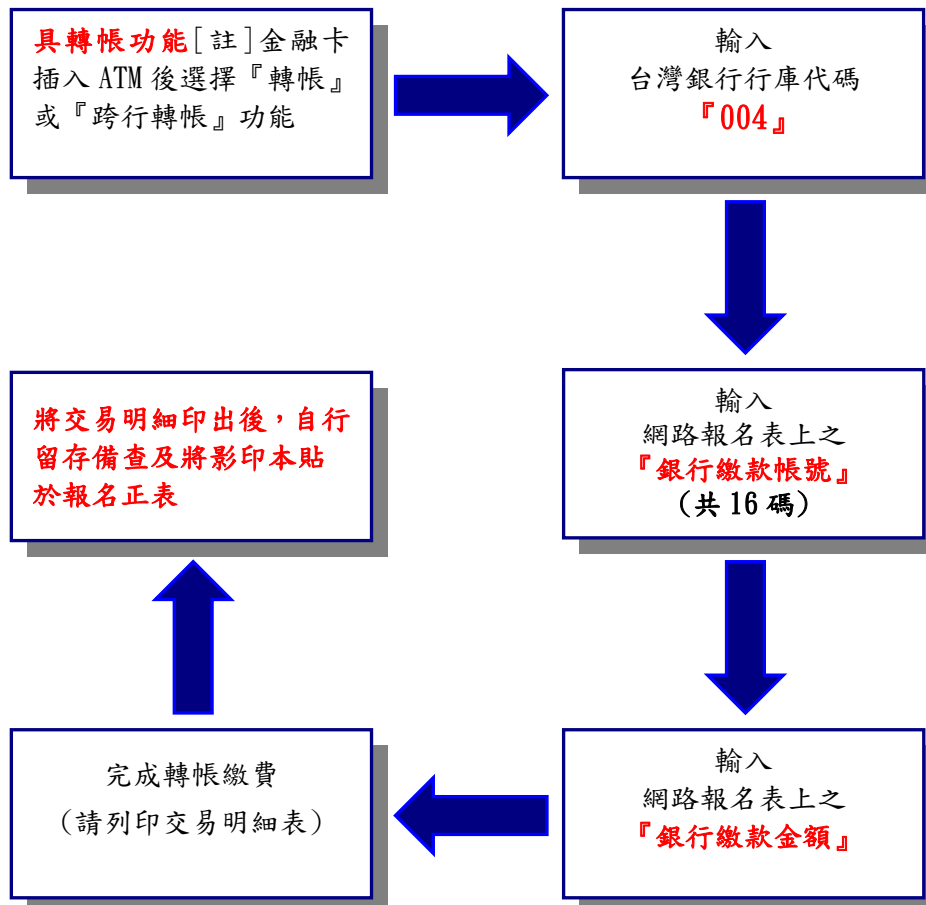 具轉帳功能[註]金融卡
插入 ATM 後選擇『轉帳』
或『跨行轉帳』功能
輸入
台灣銀行行庫代碼
『004』
輸入
網路報名表上之
『銀行繳款帳號』
(共 16 碼)
輸入
網路報名表上之
『銀行繳款金額』
完成轉帳繳費
(請列印交易明細表)
將交易明細印出後，自行
留存備查及將影印本貼
於報名正表